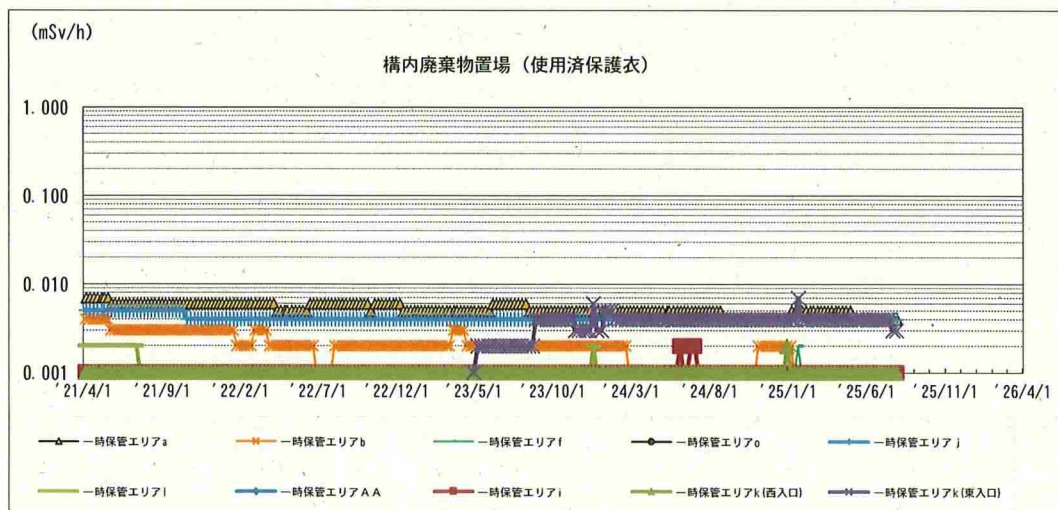 (mSv/h)
構内廃棄物置場（使用済保護衣）
1.000
0.100
0.010
0.001
21/4/1 21/9/1 22/2/1 22/7/1 22/12/1 23/5/1 23/10/1 24/3/1 24/8/1 25/1/1 25/6/1 25/11/1 26/4/1
一時保管エリアa 一時保管エリアb 一時保管エリアf 一時保管エリアo 一時保管エリアj
一時保管エリアl 一時保管エリアAA 一時保管エリアi 一時保管エリアk(西入口) 一時保管エリアk(東入口)